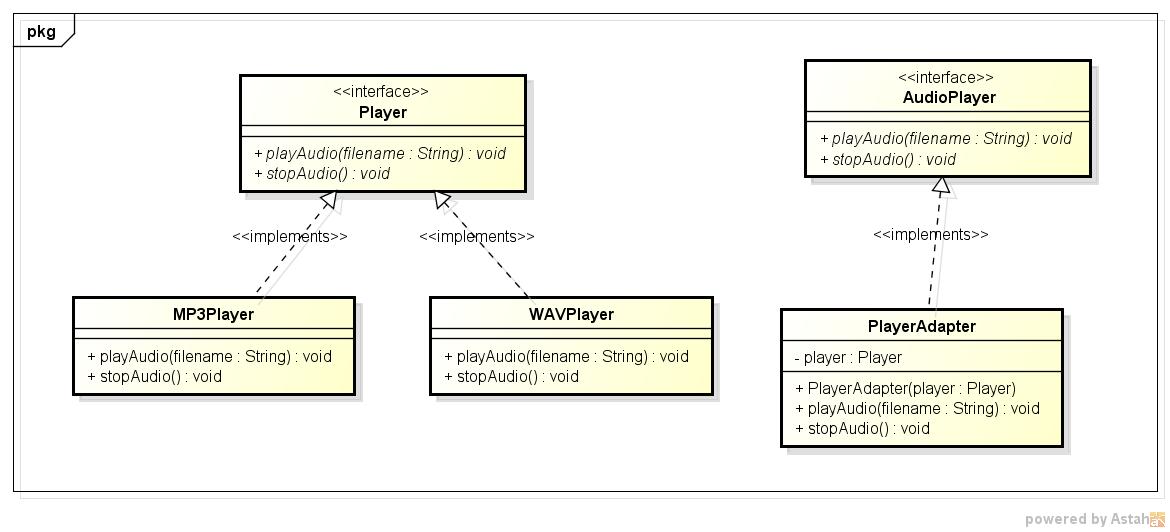 pkg
<<interface>>
Player
+ playAudio(filename : String) : void
+ stopAudio() : void
<<interface>>
AudioPlayer
+ playAudio(filename : String) : void
+ stopAudio() : void
<<implements>>
<<implements>>
<<implements>>
MP3Player
+ playAudio(filename : String) : void
+ stopAudio() : void
WAVPlayer
+ playAudio(filename : String) : void
+ stopAudio() : void
PlayerAdapter
- player : Player
+ PlayerAdapter(player : Player)
+ playAudio(filename : String) : void
+ stopAudio() : void
powered by Astah